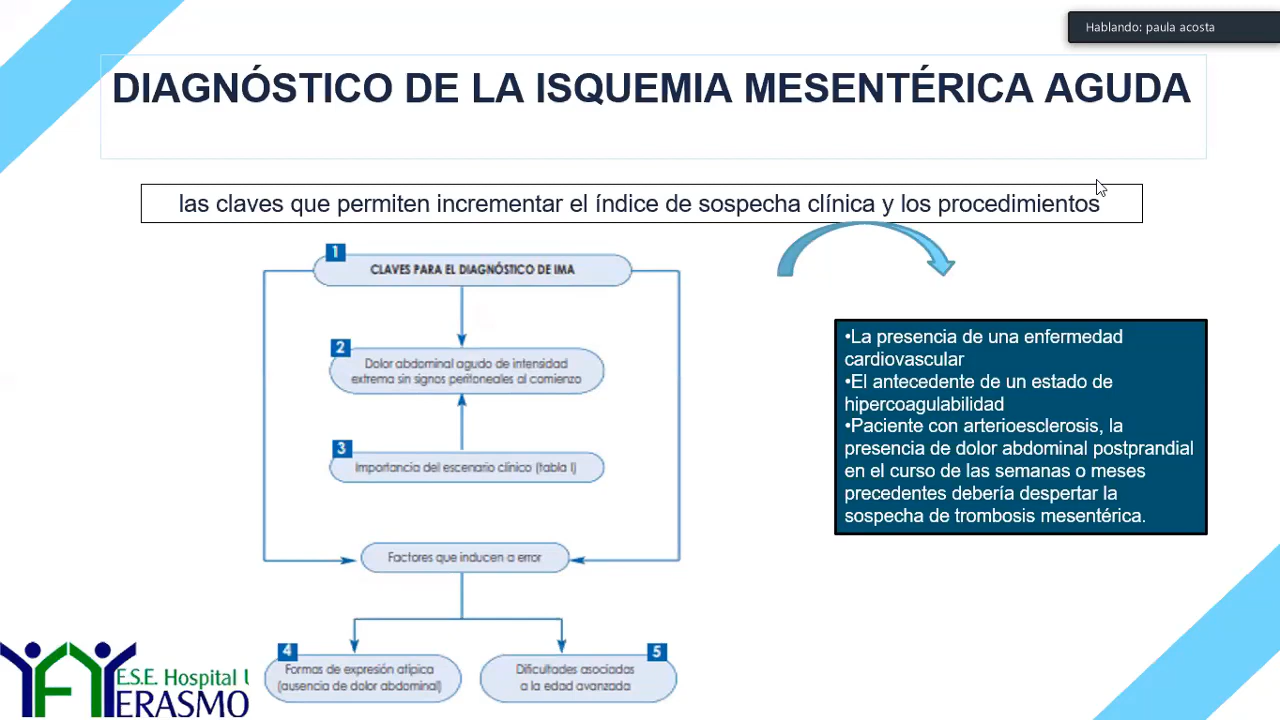 Hablando: paula acosta
DIAGNÓSTICO DE LA ISQUEMIA MESENTÉRICA AGUDA
las claves que permiten incrementar el índice de sospecha clínica y los procedimientos
1
CLAVES PARA EL DIAGNÓSTICO DE IMA
2
Dolor abdominal agudo de intensidad
extrema sin signos peritoneales al comienzo
3
Importancia del escenario clínico (tabla I)
Factores que inducen a error
4
Formas de expresión atípica
(ausencia de dolor abdominal)
5
Dificultades asociadas
a la edad avanzada
•La presencia de una enfermedad
cardiovascular
•El antecedente de un estado de
hipercoagulabilidad
•Paciente con arterioesclerosis, la
presencia de dolor abdominal postprandial
en el curso de las semanas o meses
precedentes debería despertar la
sospecha de trombosis mesentérica.
E.S.E. Hospital U
ERASMO